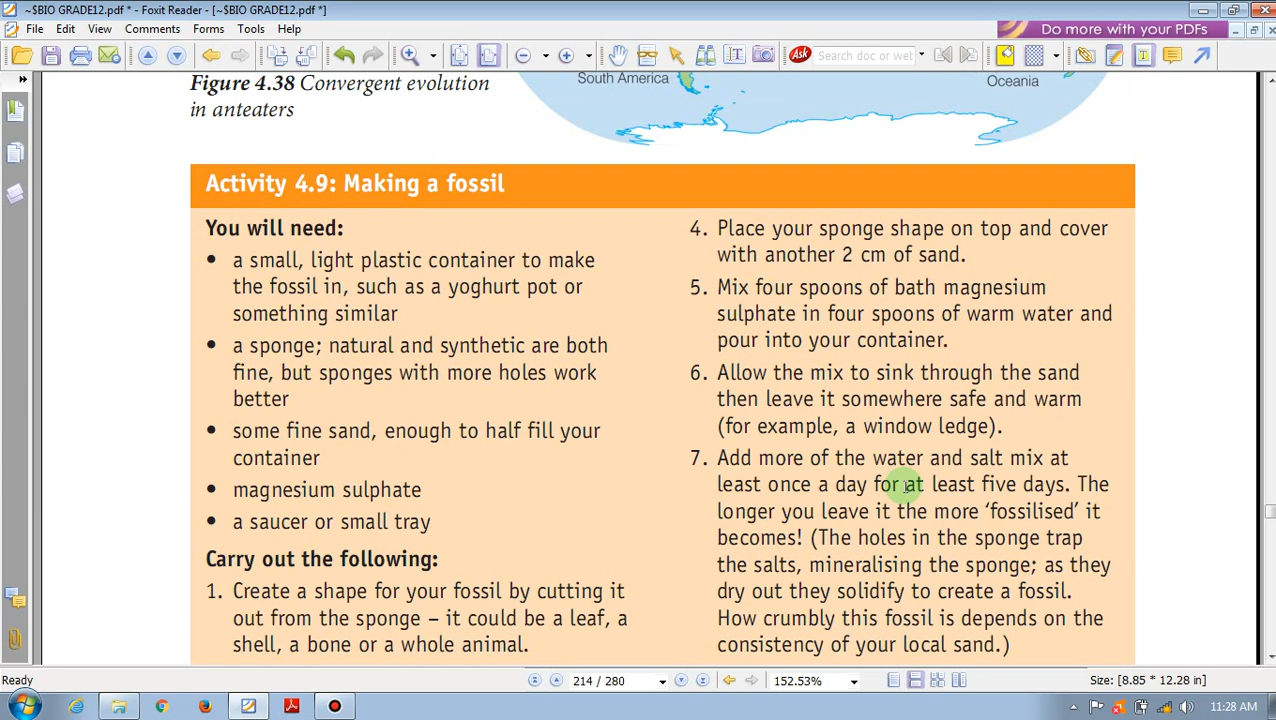 ~$BIO GRADE12.pdf * - Foxit Reader - [~$BIO GRADE12.pdf *]
File Edit View Comments Forms Tools Help
Do more with your PDFs
Ask Search doc or wet
Figure 4.38 Convergent evolution
in anteaters
South America
Oceania
Activity 4.9: Making a fossil
You will need:
• a small, light plastic container to make
the fossil in, such as a yoghurt pot or
something similar
• a sponge; natural and synthetic are both
fine, but sponges with more holes work
better
• some fine sand, enough to half fill your
container
• magnesium sulphate
• a saucer or small tray
Carry out the following:
1. Create a shape for your fossil by cutting it
out from the sponge – it could be a leaf, a
shell, a bone or a whole animal.
4. Place your sponge shape on top and cover
with another 2 cm of sand.
5. Mix four spoons of bath magnesium
sulphate in four spoons of warm water and
pour into your container.
6. Allow the mix to sink through the sand
then leave it somewhere safe and warm
(for example, a window ledge).
7. Add more of the water and salt mix at
least once a day for at least five days. The
longer you leave it the more ‘fossilised’ it
becomes! (The holes in the sponge trap
the salts, mineralising the sponge; as they
dry out they solidify to create a fossil.
How crumbly this fossil is depends on the
consistency of your local sand.)
Ready
214 / 280
152.53%
Size: [8.85 * 12.28 in]
11:28 AM